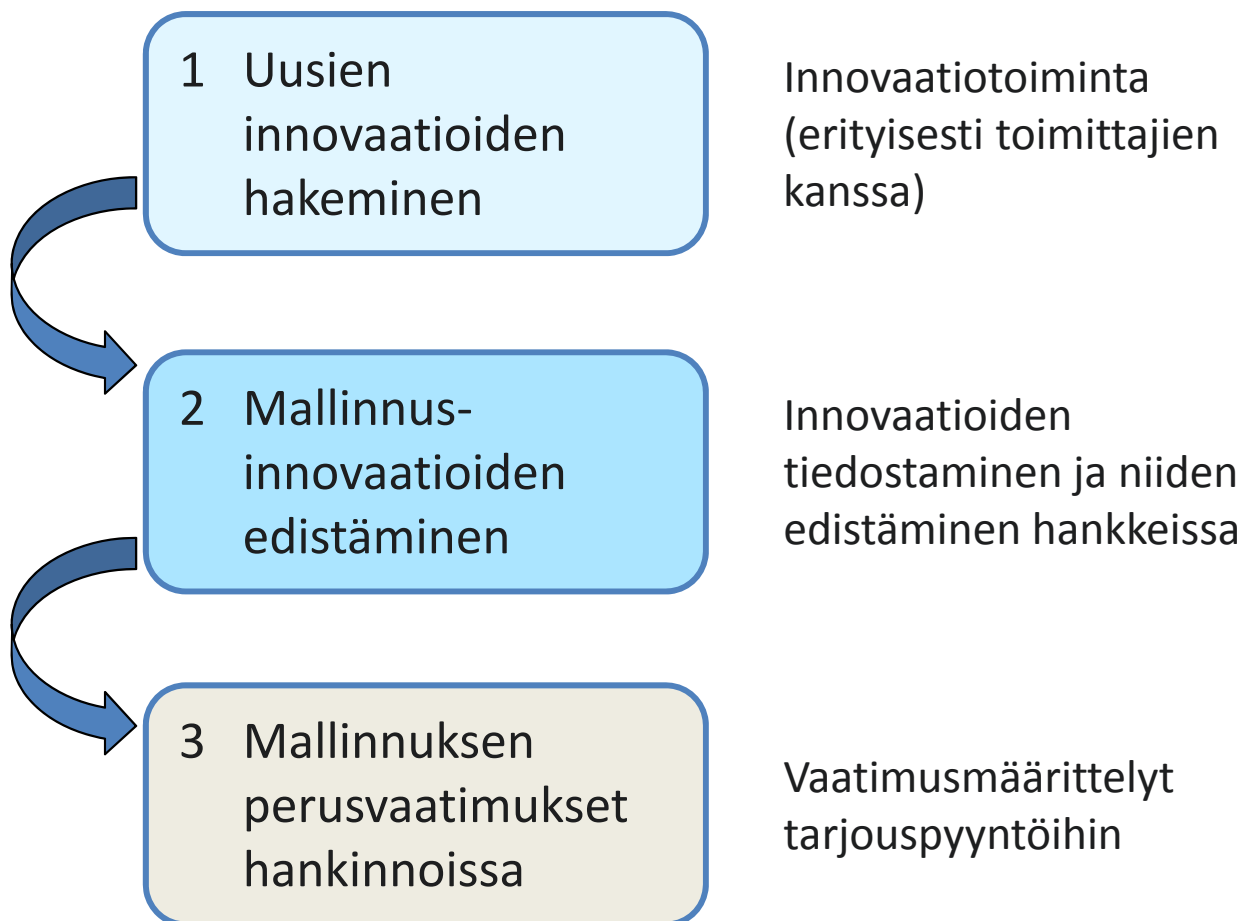 1 Uusien
innovaatioiden
hakeminen
Innovaatiotoiminta
(erityisesti toimittajien
kanssa)
2 Mallinnus-
innovaatioiden
edistäminen
Innovaatioiden
tiedostaminen ja niiden
edistäminen hankkeissa
3 Mallinnuksen
perusvaatimukset
hankinnoissa
Vaatimusmäärittelyt
tarjouspyyntöihin